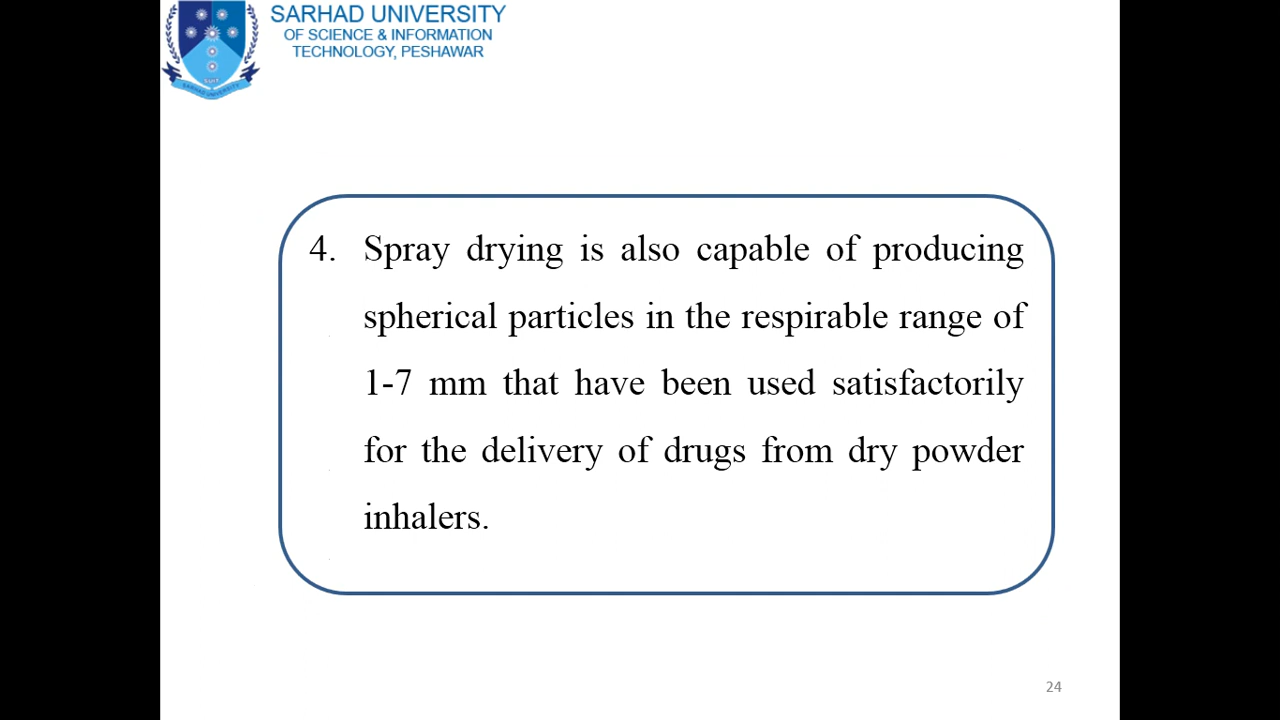 SARHAD UNIVERSITY
OF SCIENCE & INFORMATION
TECHNOLOGY, PESHAWAR
SARHAD UNIVERSITY
4. Spray drying is also capable of producing
spherical particles in the respirable range of
1-7 mm that have been used satisfactorily
for the delivery of drugs from dry powder
inhalers.
24